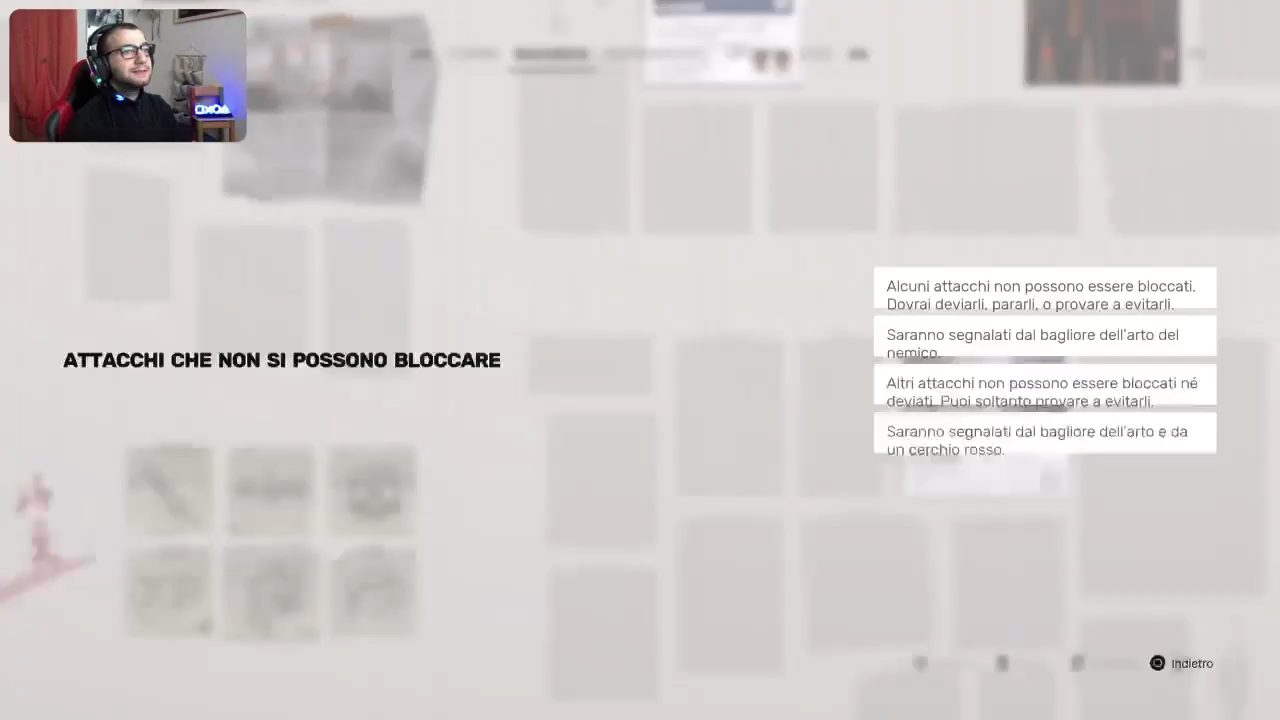 ATTACCHI CHE NON SI POSSONO BLOCCARE
Alcuni attacchi non possono essere bloccati.
Dovrai deviarli, pararli, o provare a evitarli.
Saranno segnalati dal bagliore dell'arto del
nemico.
Altri attacchi non possono essere bloccati né
deviati. Puoi soltanto provare a evitarli.
Saranno segnalati dal bagliore dell'arto e da
un cerchio rosso.
Indietro